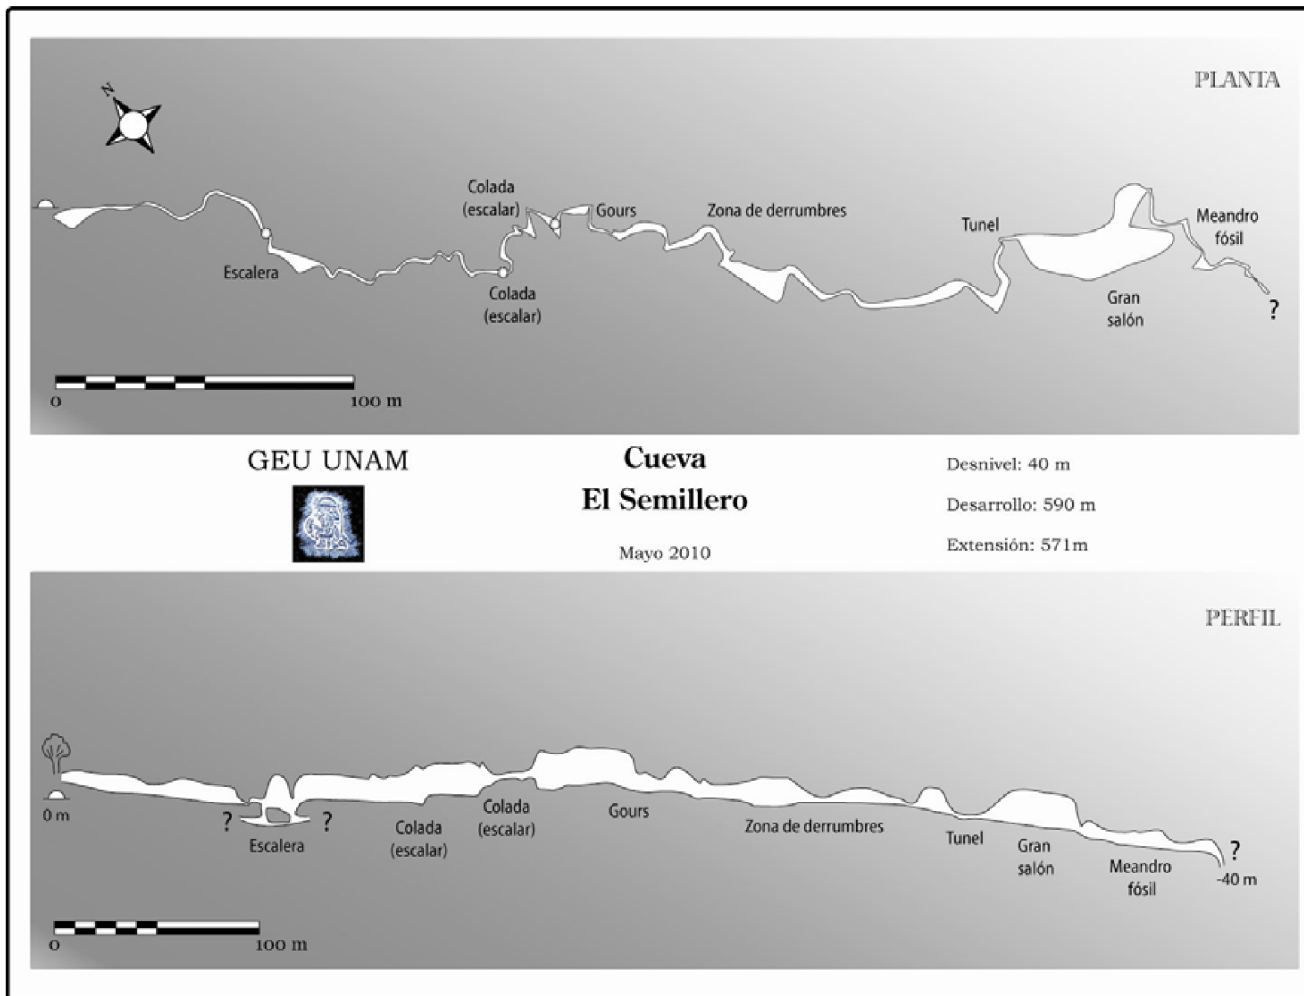 PLANTA
N
Colada
(escalar)
Gours
Zona de derrumbres
Tunel
Meandro
fósil
Escalera
Colada
(escalar)
Gran
salón
?
0 100 m
GEU UNAM
Cueva
El Semillero
Mayo 2010
Desnivel: 40 m
Desarrollo: 590 m
Extensión: 571m
PERFIL
0 m
?
?
Escalera
Colada
(escalar)
Colada
(escalar)
Gours
Zona de derrumbres
Tunel
Gran
salón
Meandro
fósil
?
-40 m
0 100 m